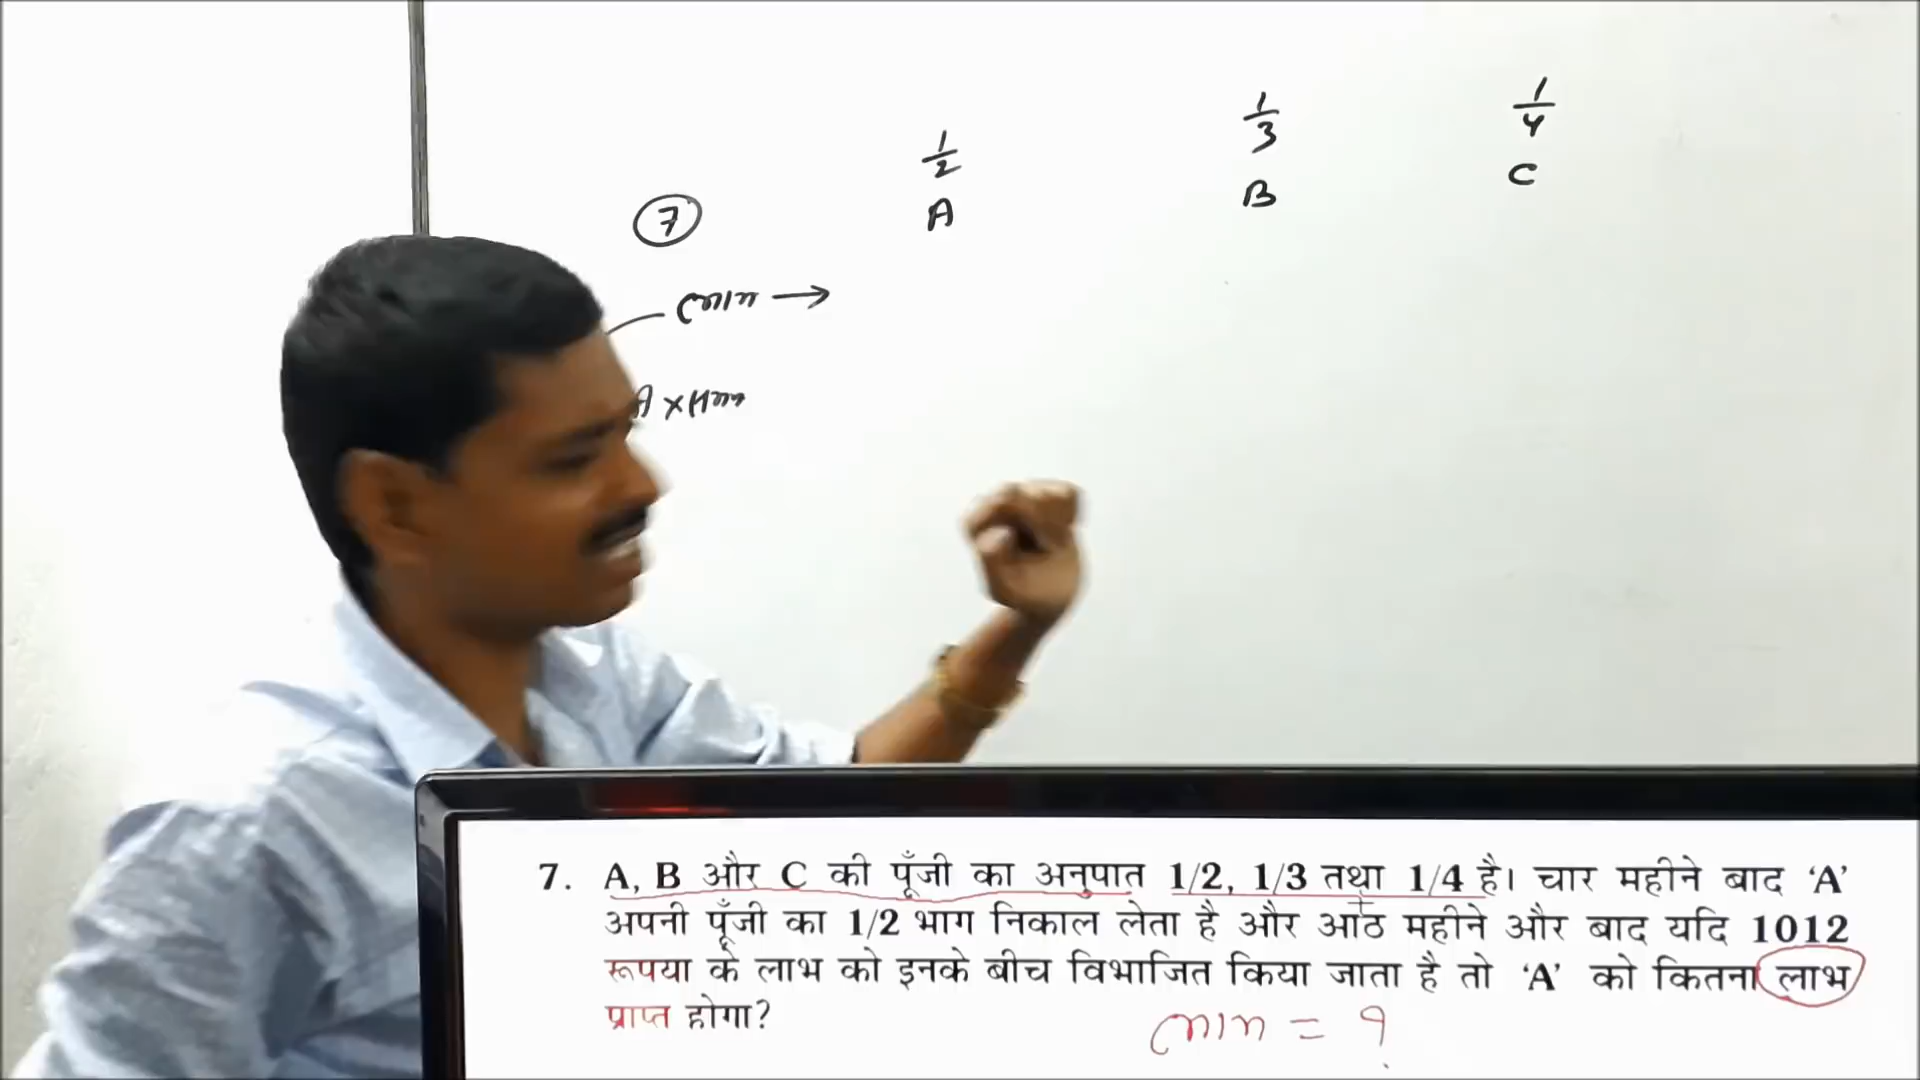 1/2 1/3 1/4
⑦ A B C
लाभ →
A × समय
7. A, B और C की पूँजी का अनुपात 1/2, 1/3 तथा 1/4 है। चार महीने बाद ‘A’
अपनी पूँजी का 1/2 भाग निकाल लेता है और आठ महीने और बाद यदि 1012
रूपया के लाभ को इनके बीच विभाजित किया जाता है तो ‘A’ को कितना लाभ
प्राप्त होगा?
लाभ = ?